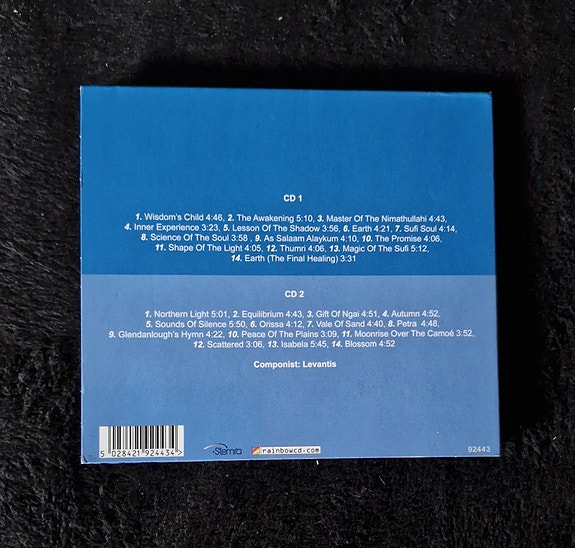 CD 1
1. Wisdom's Child 4:46, 2. The Awakening 5:10, 3. Master Of The Nimathullahi 4:43,
4. Inner Experience 3:23, 5. Lesson Of The Shadow 3:56, 6. Earth 4:21, 7. Sufi Soul 4:14,
8. Science Of The Soul 3:58 , 9. As Salaam Alaykum 4:10, 10. The Promise 4:06,
11. Shape Of The Light 4:05, 12. Thumri 4:06, 13. Magic Of The Sufi 5:12,
14. Earth (The Final Healing) 3:31
CD 2
1. Northern Light 5:01, 2. Equilibrium 4:43, 3. Gift Of Ngai 4:51, 4. Autumn 4:52,
5. Sounds Of Silence 5:50, 6. Orissa 4:12, 7. Vale Of Sand 4:40, 8. Petra 4:48,
9. Glendanlough's Hymn 4:22, 10. Peace Of The Plains 3:09, 11. Moonrise Over The Camoé 3:52,
12. Scattered 3:06, 13. Isabela 5:45, 14. Blossom 4:52
Componist: Levantis
5 028421 924434 >
Stemra
rainbowcd-com
92443